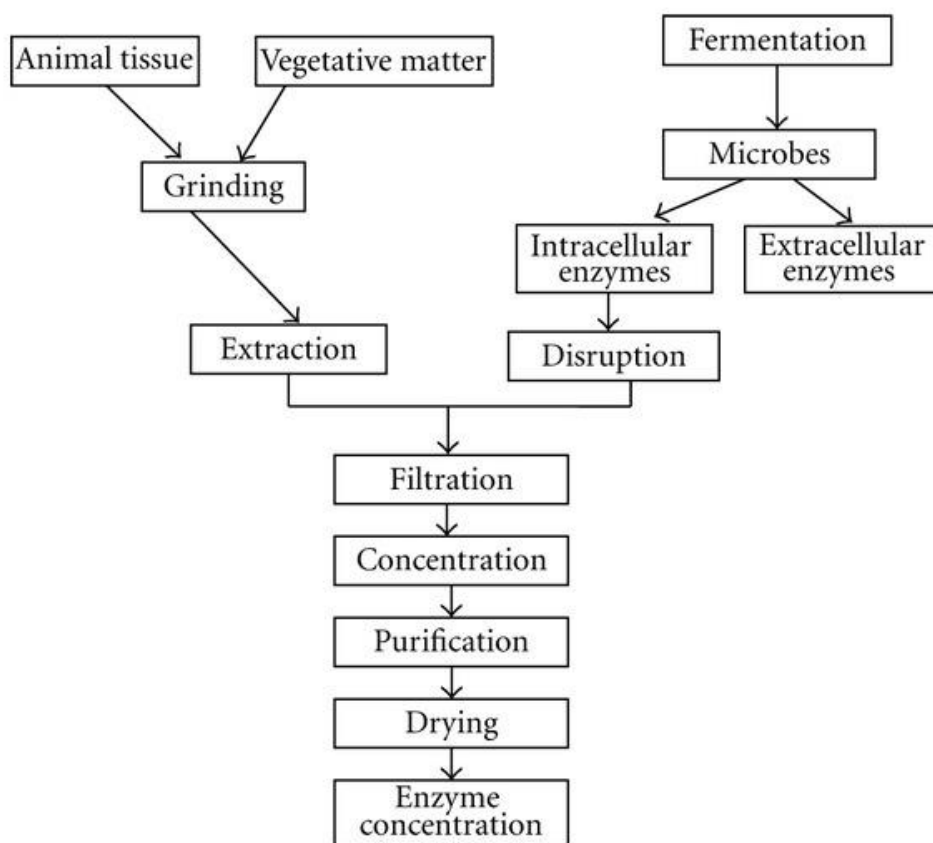 Animal tissue
Vegetative matter
Fermentation
Microbes
Grinding
Intracellular
enzymes
Extracellular
enzymes
Extraction
Disruption
Filtration
Concentration
Purification
Drying
Enzyme
concentration